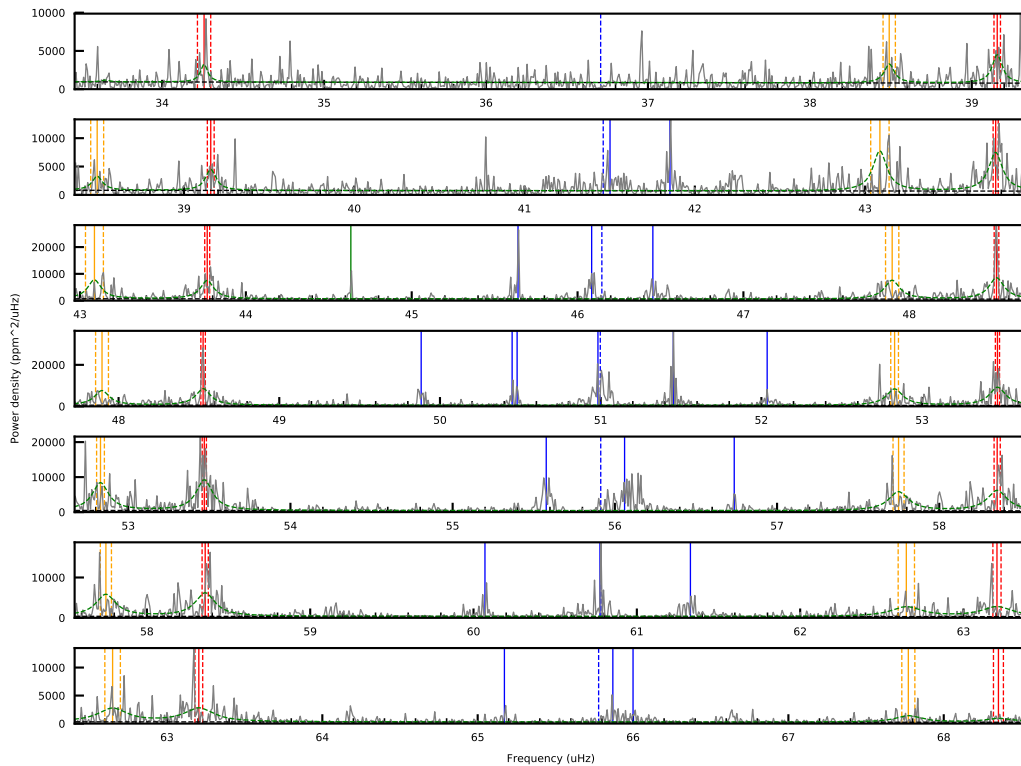 10000
5000
0
34 35 36 37 38 39
10000
5000
0
39 40 41 42 43
20000
10000
0
43 44 45 46 47 48
20000
0
48 49 50 51 52 53
20000
10000
0
53 54 55 56 57 58
10000
0
58 59 60 61 62 63
10000
5000
0
63 64 65 66 67 68
Power density (ppm^2/uHz)
Frequency (uHz)